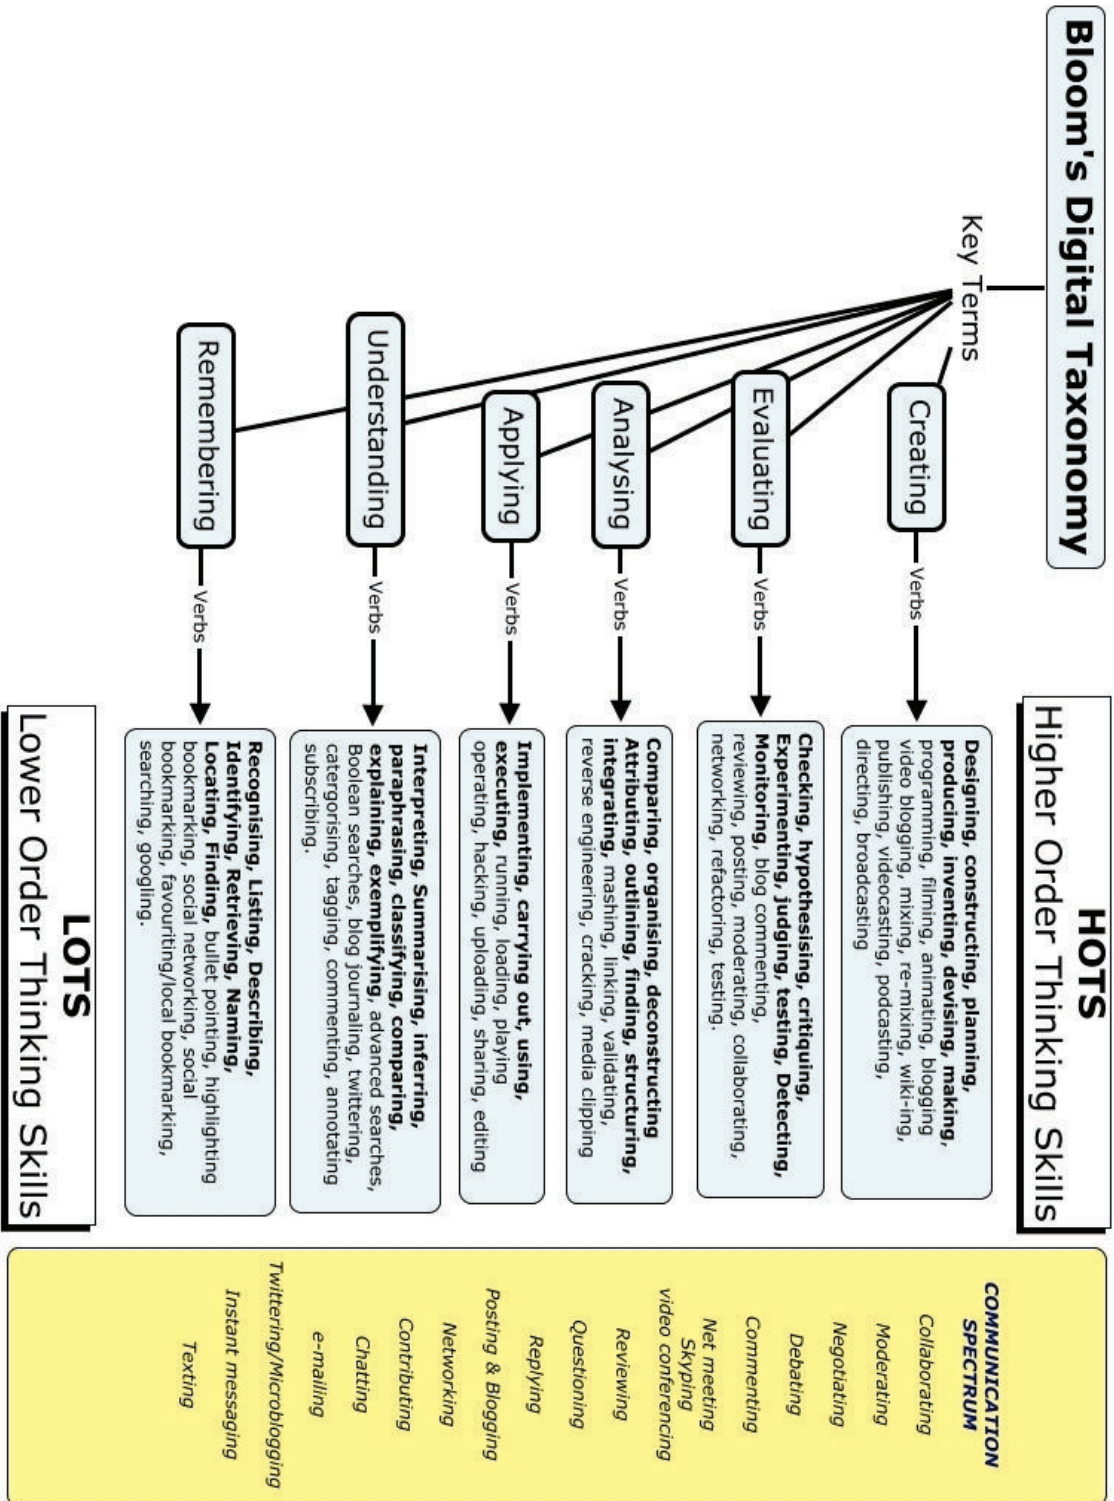 Bloom's Digital Taxonomy
Key Terms
HOTS
Higher Order Thinking Skills
Creating
Verbs
Designing, constructing, planning,
producing, inventing, devising, making,
programming, filming, animating, blogging
video blogging, mixing, re-mixing, wiki-ing,
publishing, videocasting, podcasting,
directing, broadcasting
Evaluating
Verbs
Checking, hypothesising, critiquing,
Experimenting, judging, testing, Detecting,
Monitoring, blog commenting,
reviewing, posting, moderating, collaborating,
networking, refactoring, testing.
Analysing
Verbs
Comparing, organising, deconstructing
Attributing, outlining, finding, structuring,
integrating, mashing, linking, validating,
reverse engineering, cracking, media clipping
Applying
Verbs
Implementing, carrying out, using,
executing, running, loading, playing
operating, hacking, uploading, sharing, editing
Understanding
Verbs
Interpreting, Summarising, inferring,
paraphrasing, classifying, comparing,
explaining, exemplifying, advanced searches,
Boolean searches, blog journaling, twittering,
catergorising, tagging, commenting, annotating
subscribing.
Remembering
Verbs
Recognising, Listing, Describing,
Identifying, Retrieving, Naming,
Locating, Finding, bullet pointing, highlighting
bookmarking, social networking, social
bookmarking, favouriting/local bookmarking,
searching, googling.
LOTS
Lower Order Thinking Skills
COMMUNICATION
SPECTRUM
Collaborating
Moderating
Negotiating
Debating
Commenting
Net meeting
Skyping
video conferencing
Reviewing
Questioning
Replying
Posting & Blogging
Networking
Contributing
Chatting
e-mailing
Twittering/Microblogging
Instant messaging
Texting